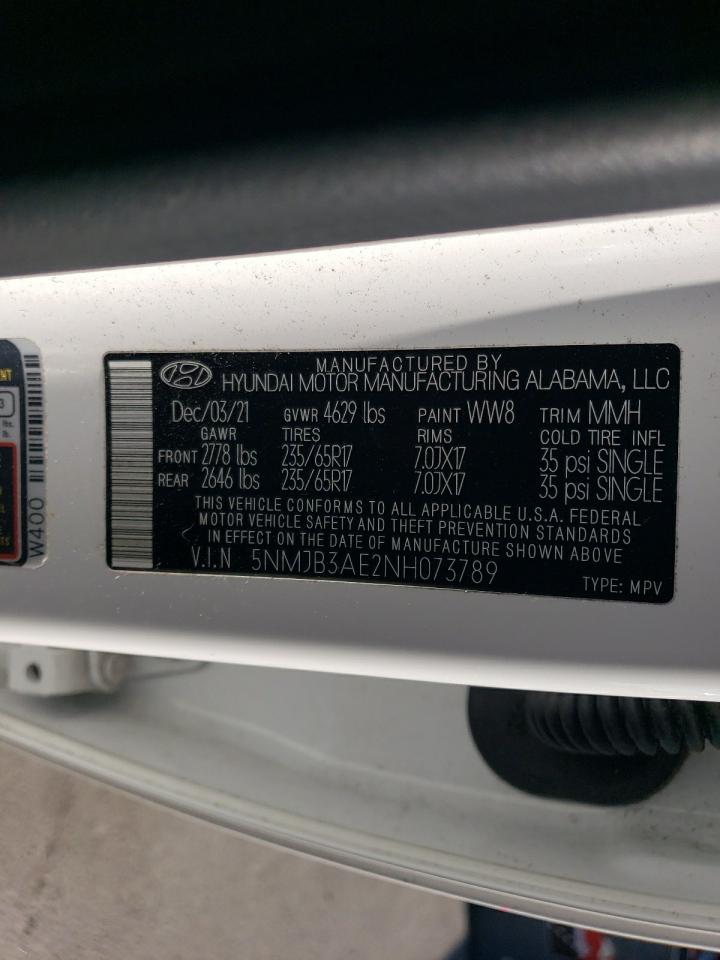 MANUFACTURED BY
HYUNDAI MOTOR MANUFACTURING ALABAMA, LLC
Dec/03/21 GVWR 4629 lbs PAINT WW8 TRIM MMH
GAWR TIRES RIMS COLD TIRE INFL
FRONT 2778 lbs 235/65R17 7.0JX17 35 psi SINGLE
REAR 2646 lbs 235/65R17 7.0JX17 35 psi SINGLE
THIS VEHICLE CONFORMS TO ALL APPLICABLE U.S.A. FEDERAL
MOTOR VEHICLE SAFETY AND THEFT PREVENTION STANDARDS
IN EFFECT ON THE DATE OF MANUFACTURE SHOWN ABOVE
V.I.N 5NMJB3AE2NH073789
TYPE: MPV
W400
3
lbs.
lb.